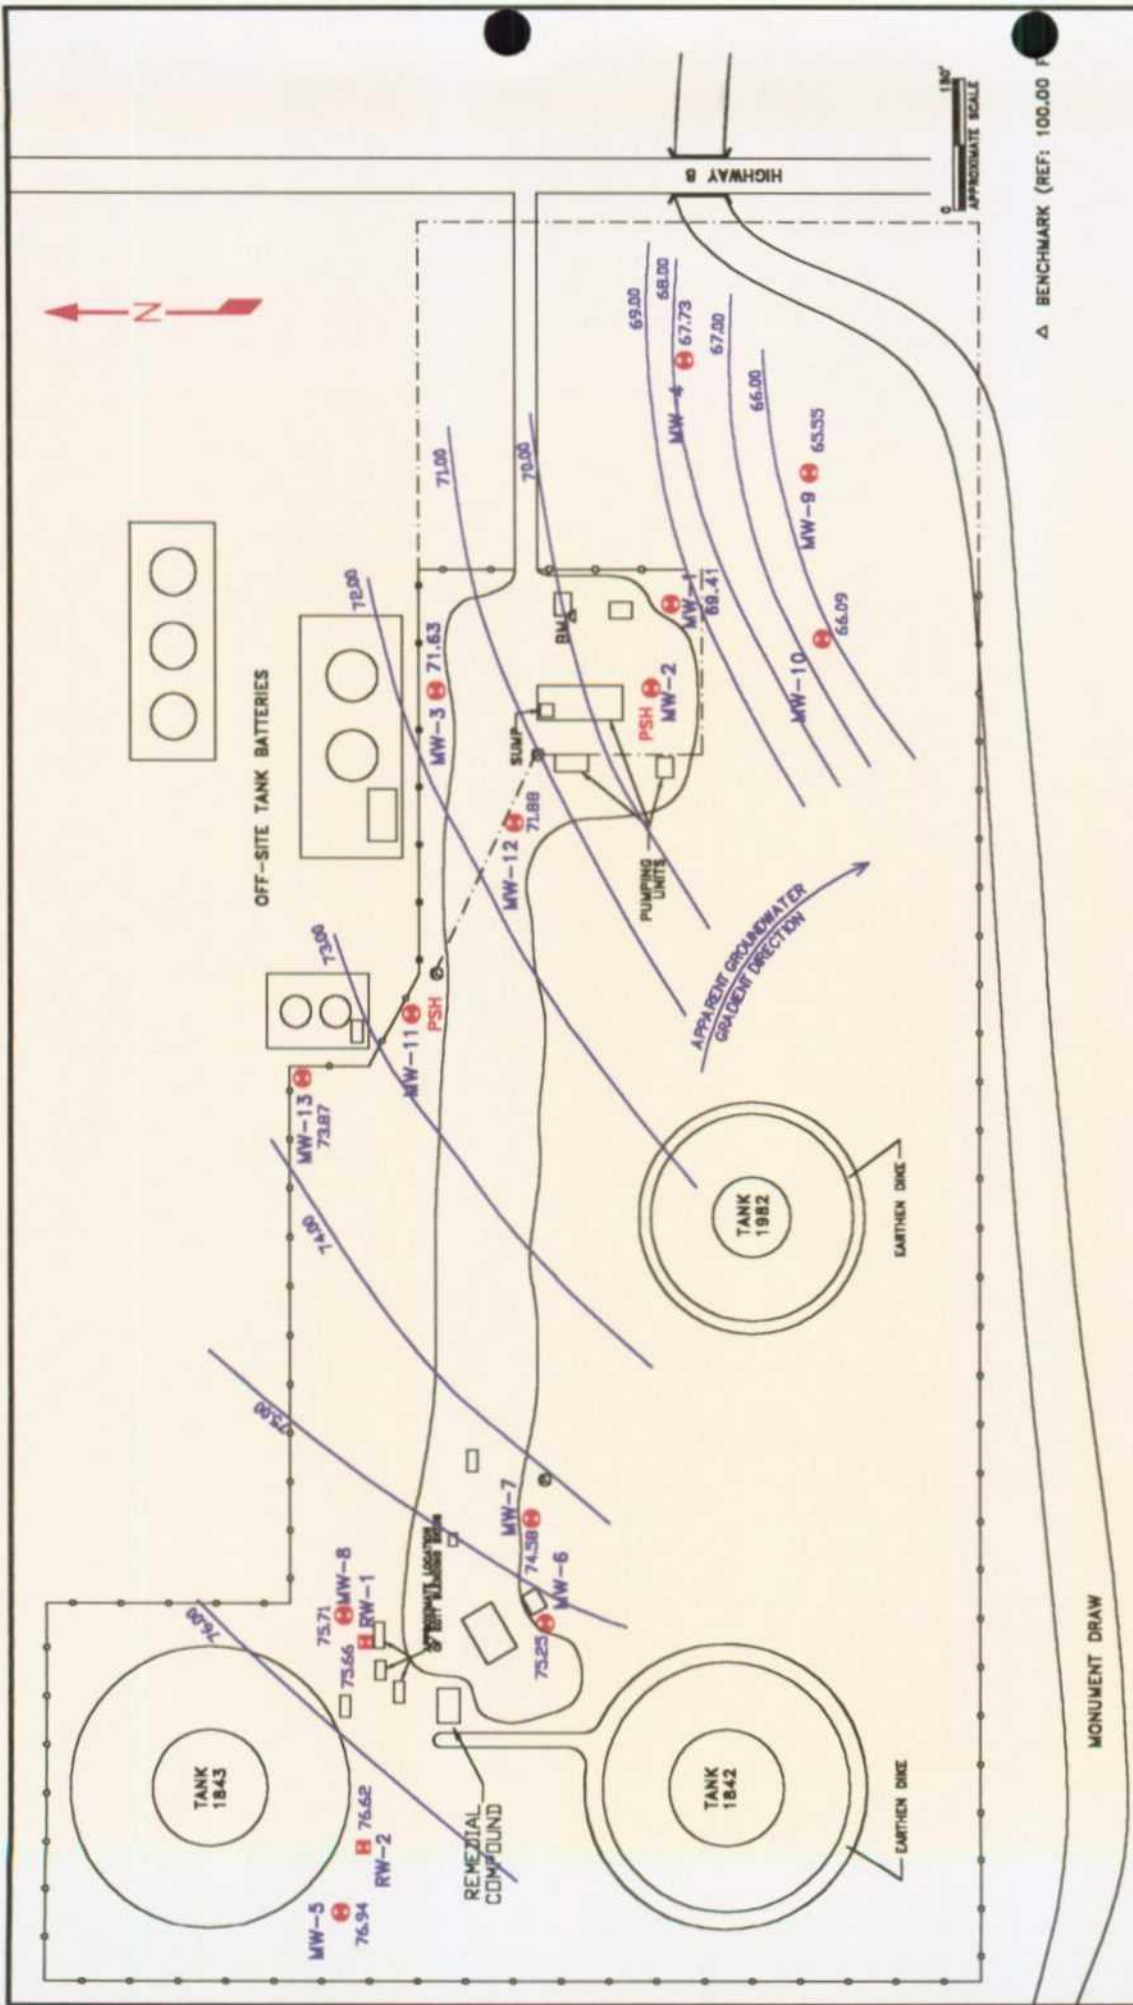 150'
0
APPROXIMATE SCALE
△ BENCHMARK (REF: 100.00 F
HIGHWAY 8
N
69.00
68.00
67.73
MW-4
67.00
66.00
71.00
70.00
65.55
MW-9
OFF-SITE TANK BATTERIES
72.00
71.63
MW-3
BM
MW-1
69.41
66.09
MW-10
SUMP
PSH
MW-2
71.88
MW-12
PUMPING
UNITS
73.00
MW-11
PSH
APPARENT GROUNDWATER
GRADIENT DIRECTION
MW-13
73.87
74.00
TANK
1982
EARTHEN DIKE
75.00
MW-7
74.58
MW-6
75.25
MW-8
75.71
RW-1
75.66
76.00
APPROXIMATE LOCATION
TANK
1843
76.62
RW-2
MW-5
76.94
REMEDIAL
COMPOUND
TANK
1842
EARTHEN DIKE
MONUMENT DRAW